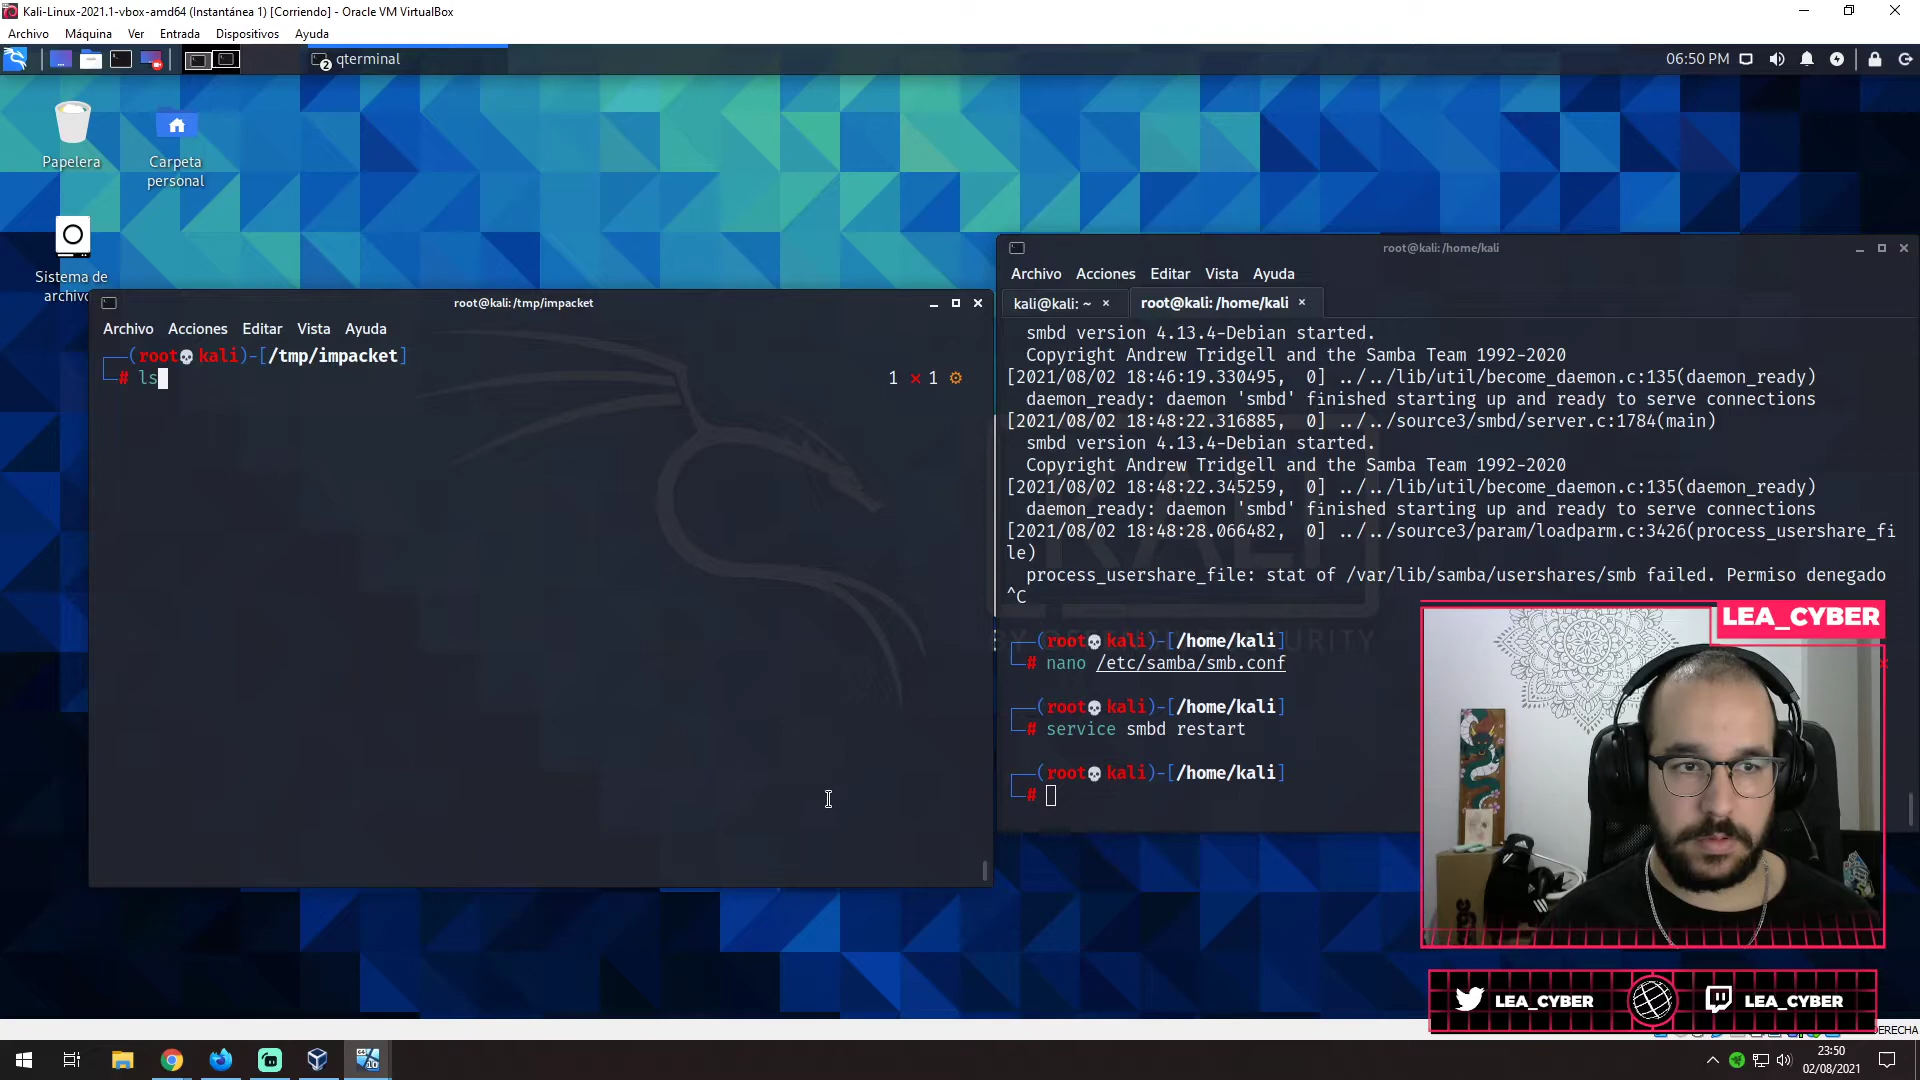 Kali-Linux-2021.1-vbox-amd64 (Instantánea 1) [Corriendo] - Oracle VM VirtualBox
Archivo Máquina Ver Entrada Dispositivos Ayuda
2 qterminal
06:50 PM
Papelera
Carpeta personal
Sistema de archivo
root@kali: /tmp/impacket
Archivo Acciones Editar Vista Ayuda
┌──(root💀kali)-[/tmp/impacket]
└─# ls
1 ⨯ 1 ⚙
root@kali: /home/kali
Archivo Acciones Editar Vista Ayuda
kali@kali: ~ × root@kali: /home/kali ×
smbd version 4.13.4-Debian started.
Copyright Andrew Tridgell and the Samba Team 1992-2020
[2021/08/02 18:46:19.330495, 0] ../../lib/util/become_daemon.c:135(daemon_ready)
daemon_ready: daemon 'smbd' finished starting up and ready to serve connections
[2021/08/02 18:48:22.316885, 0] ../../source3/smbd/server.c:1784(main)
smbd version 4.13.4-Debian started.
Copyright Andrew Tridgell and the Samba Team 1992-2020
[2021/08/02 18:48:22.345259, 0] ../../lib/util/become_daemon.c:135(daemon_ready)
daemon_ready: daemon 'smbd' finished starting up and ready to serve connections
[2021/08/02 18:48:28.066482, 0] ../../source3/param/loadparm.c:3426(process_usershare_fi
le)
process_usershare_file: stat of /var/lib/samba/usershares/smb failed. Permiso denegado
^C
┌──(root💀kali)-[/home/kali]
└─# nano /etc/samba/smb.conf
┌──(root💀kali)-[/home/kali]
└─# service smbd restart
┌──(root💀kali)-[/home/kali]
└─#
LEA_CYBER
LEA_CYBER LEA_CYBER
DERECHA
23:50
02/08/2021